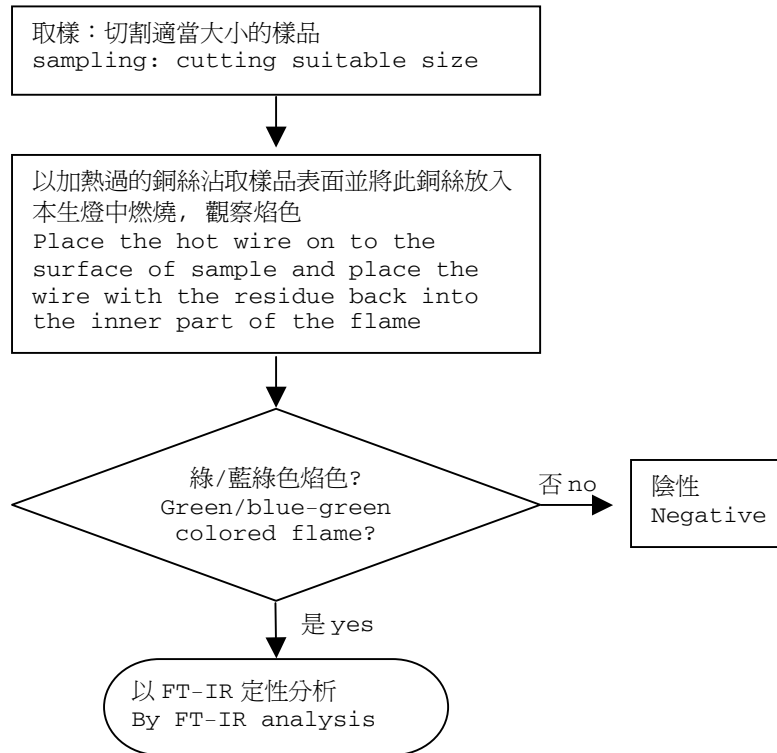 取樣：切割適當大小的樣品
sampling: cutting suitable size
以加熱過的銅絲沾取樣品表面並將此銅絲放入
本生燈中燃燒, 觀察焰色
Place the hot wire on to the
surface of sample and place the
wire with the residue back into
the inner part of the flame
綠/藍綠色焰色?
Green/blue-green
colored flame?
否 no
陰性
Negative
是 yes
以 FT-IR 定性分析
By FT-IR analysis